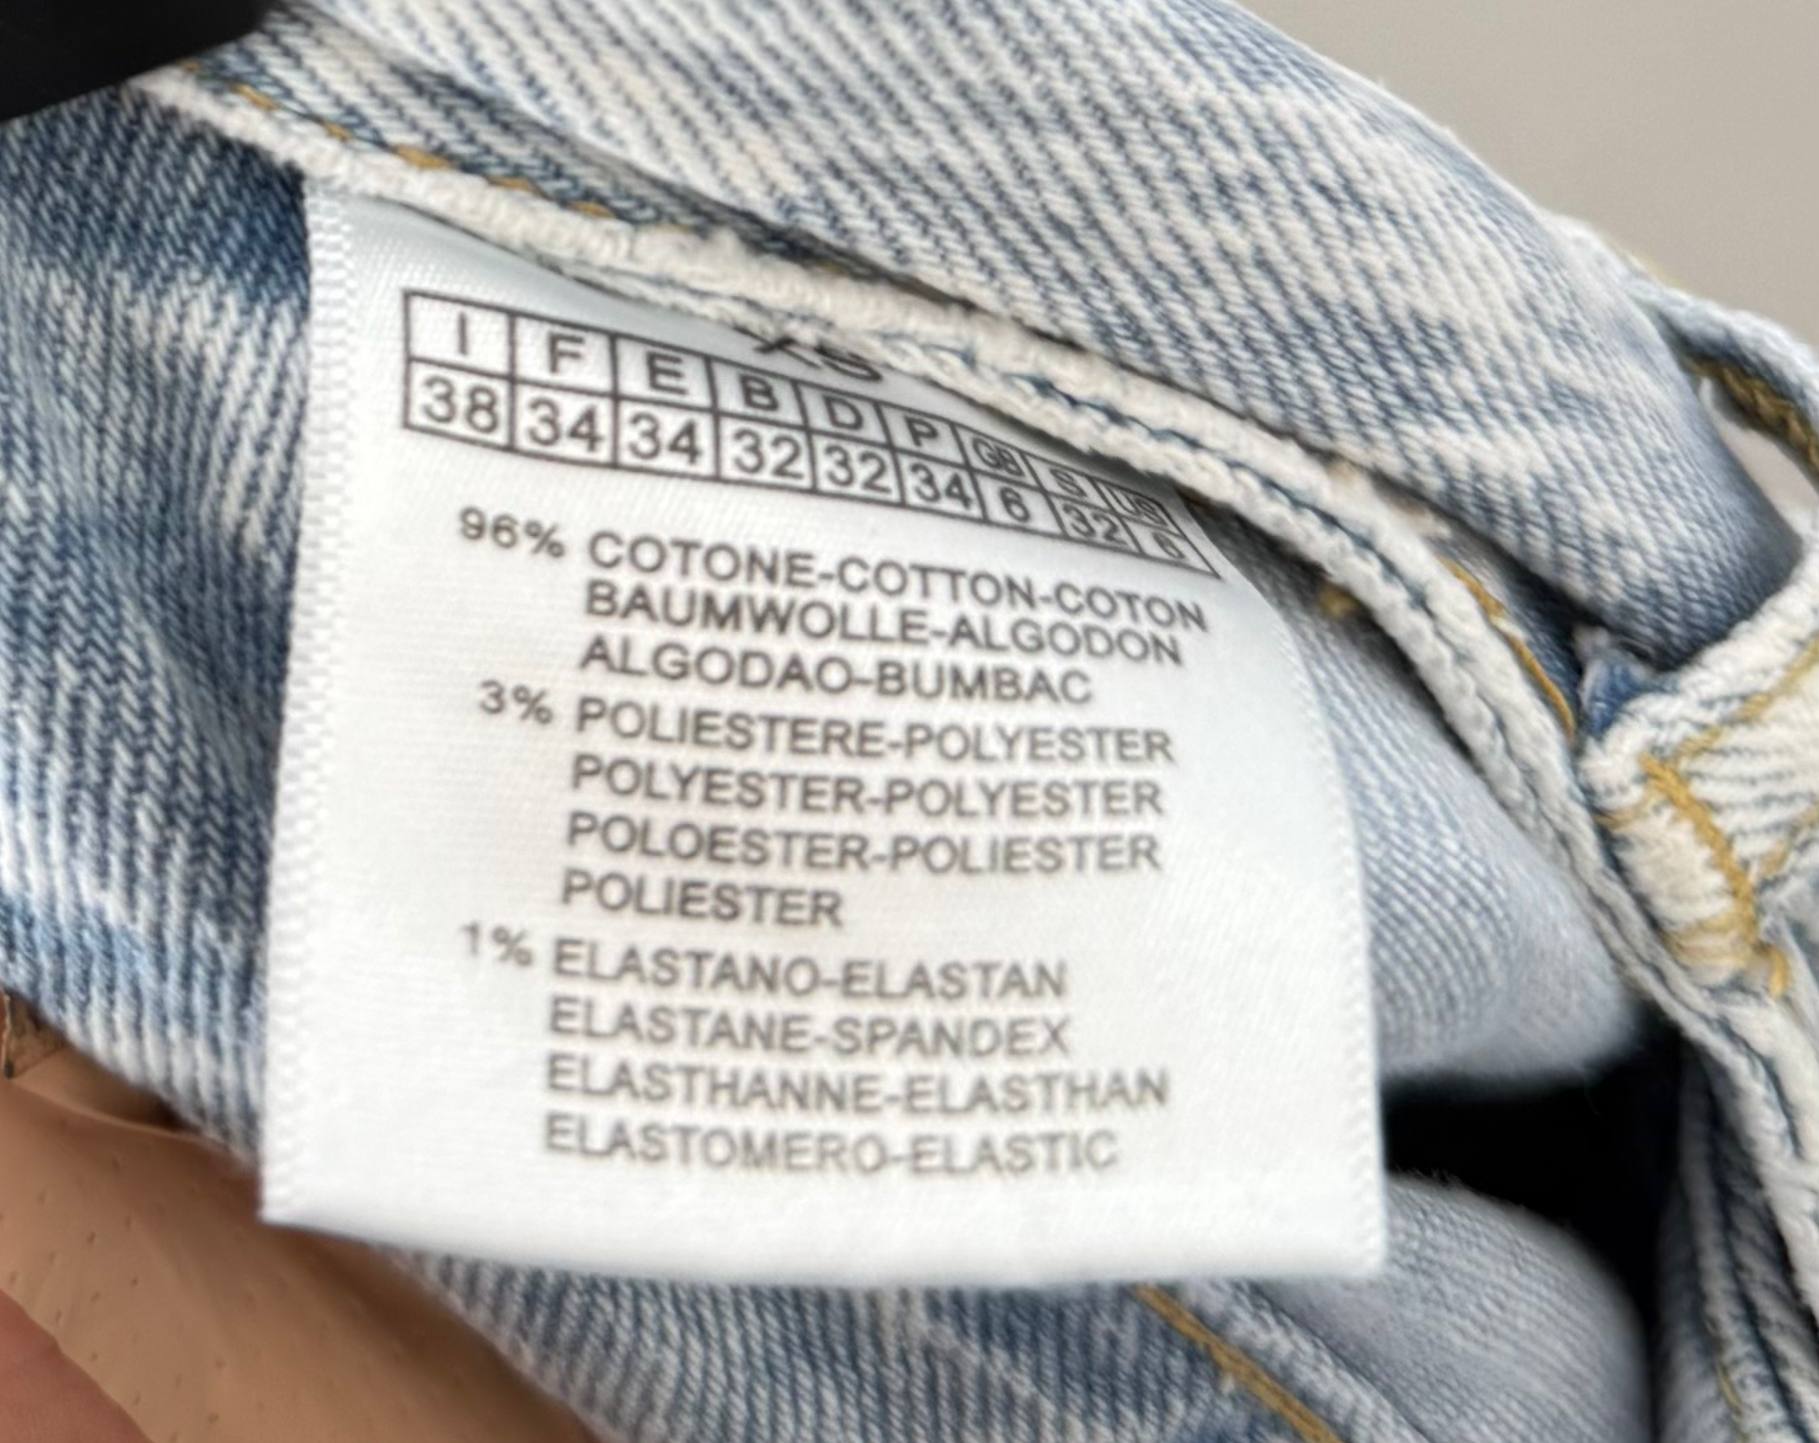 XS
I F E B D P GB S US
38 34 34 32 32 34 6 32 6
96% COTONE-COTTON-COTON
BAUMWOLLE-ALGODON
ALGODAO-BUMBAC
3% POLIESTERE-POLYESTER
POLYESTER-POLYESTER
POLOESTER-POLIESTER
POLIESTER
1% ELASTANO-ELASTAN
ELASTANE-SPANDEX
ELASTHANNE-ELASTHAN
ELASTOMERO-ELASTIC